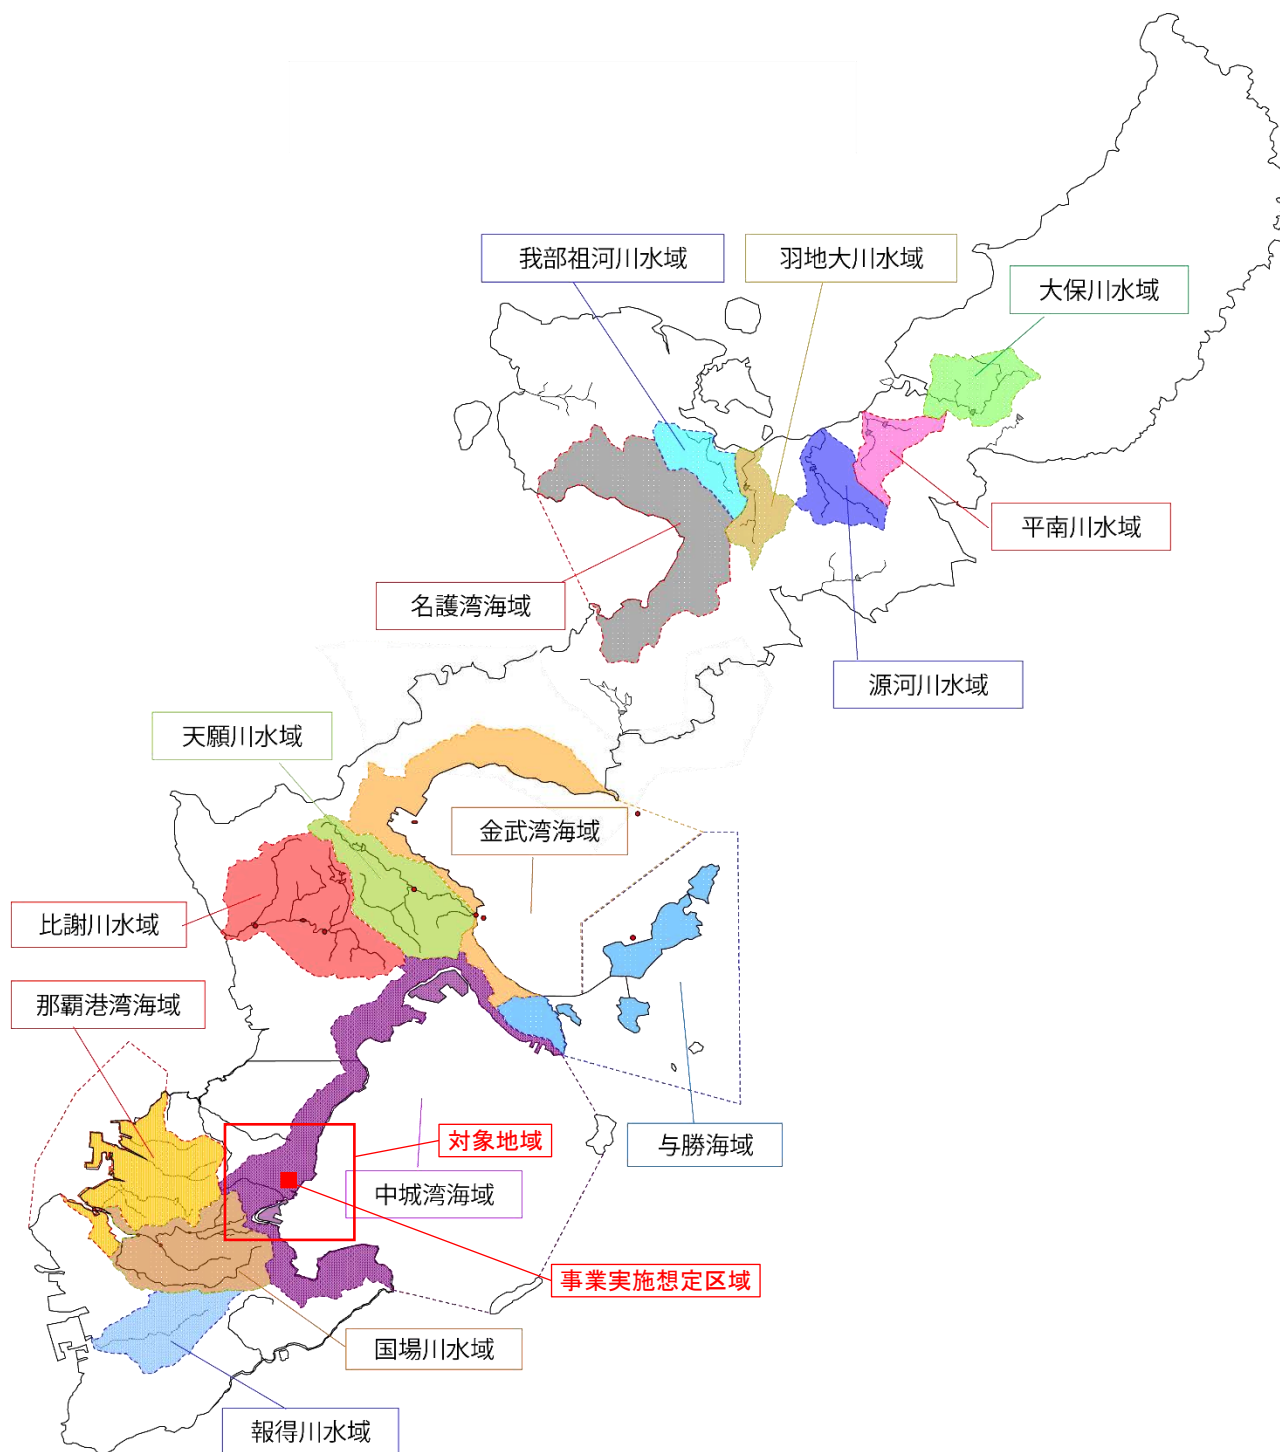 我部祖河川水域
羽地大川水域
大保川水域
平南川水域
名護湾海域
源河川水域
天願川水域
金武湾海域
比謝川水域
那覇港湾海域
対象地域
与勝海域
中城湾海域
事業実施想定区域
国場川水域
報得川水域